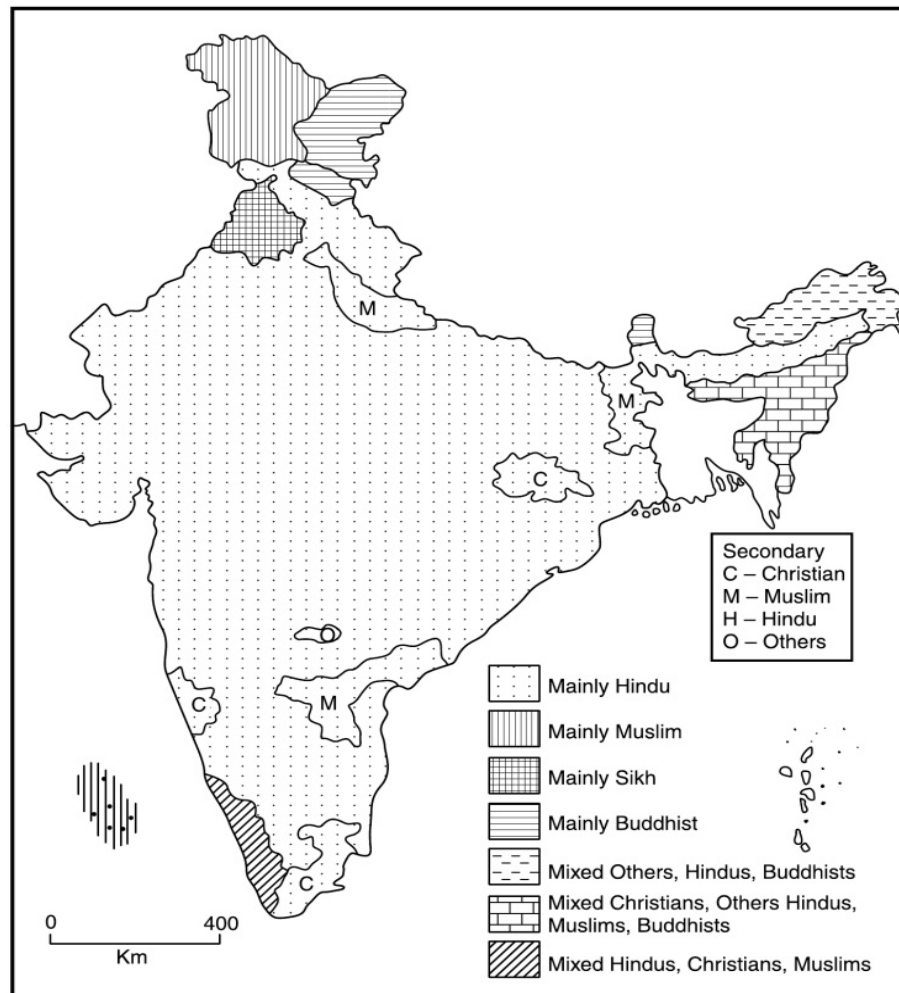 M
M
C
O
C
M
C
Secondary
C – Christian
M – Muslim
H – Hindu
O – Others
Mainly Hindu
Mainly Muslim
Mainly Sikh
Mainly Buddhist
Mixed Others, Hindus, Buddhists
Mixed Christians, Others Hindus,
Muslims, Buddhists
Mixed Hindus, Christians, Muslims
0 400
Km